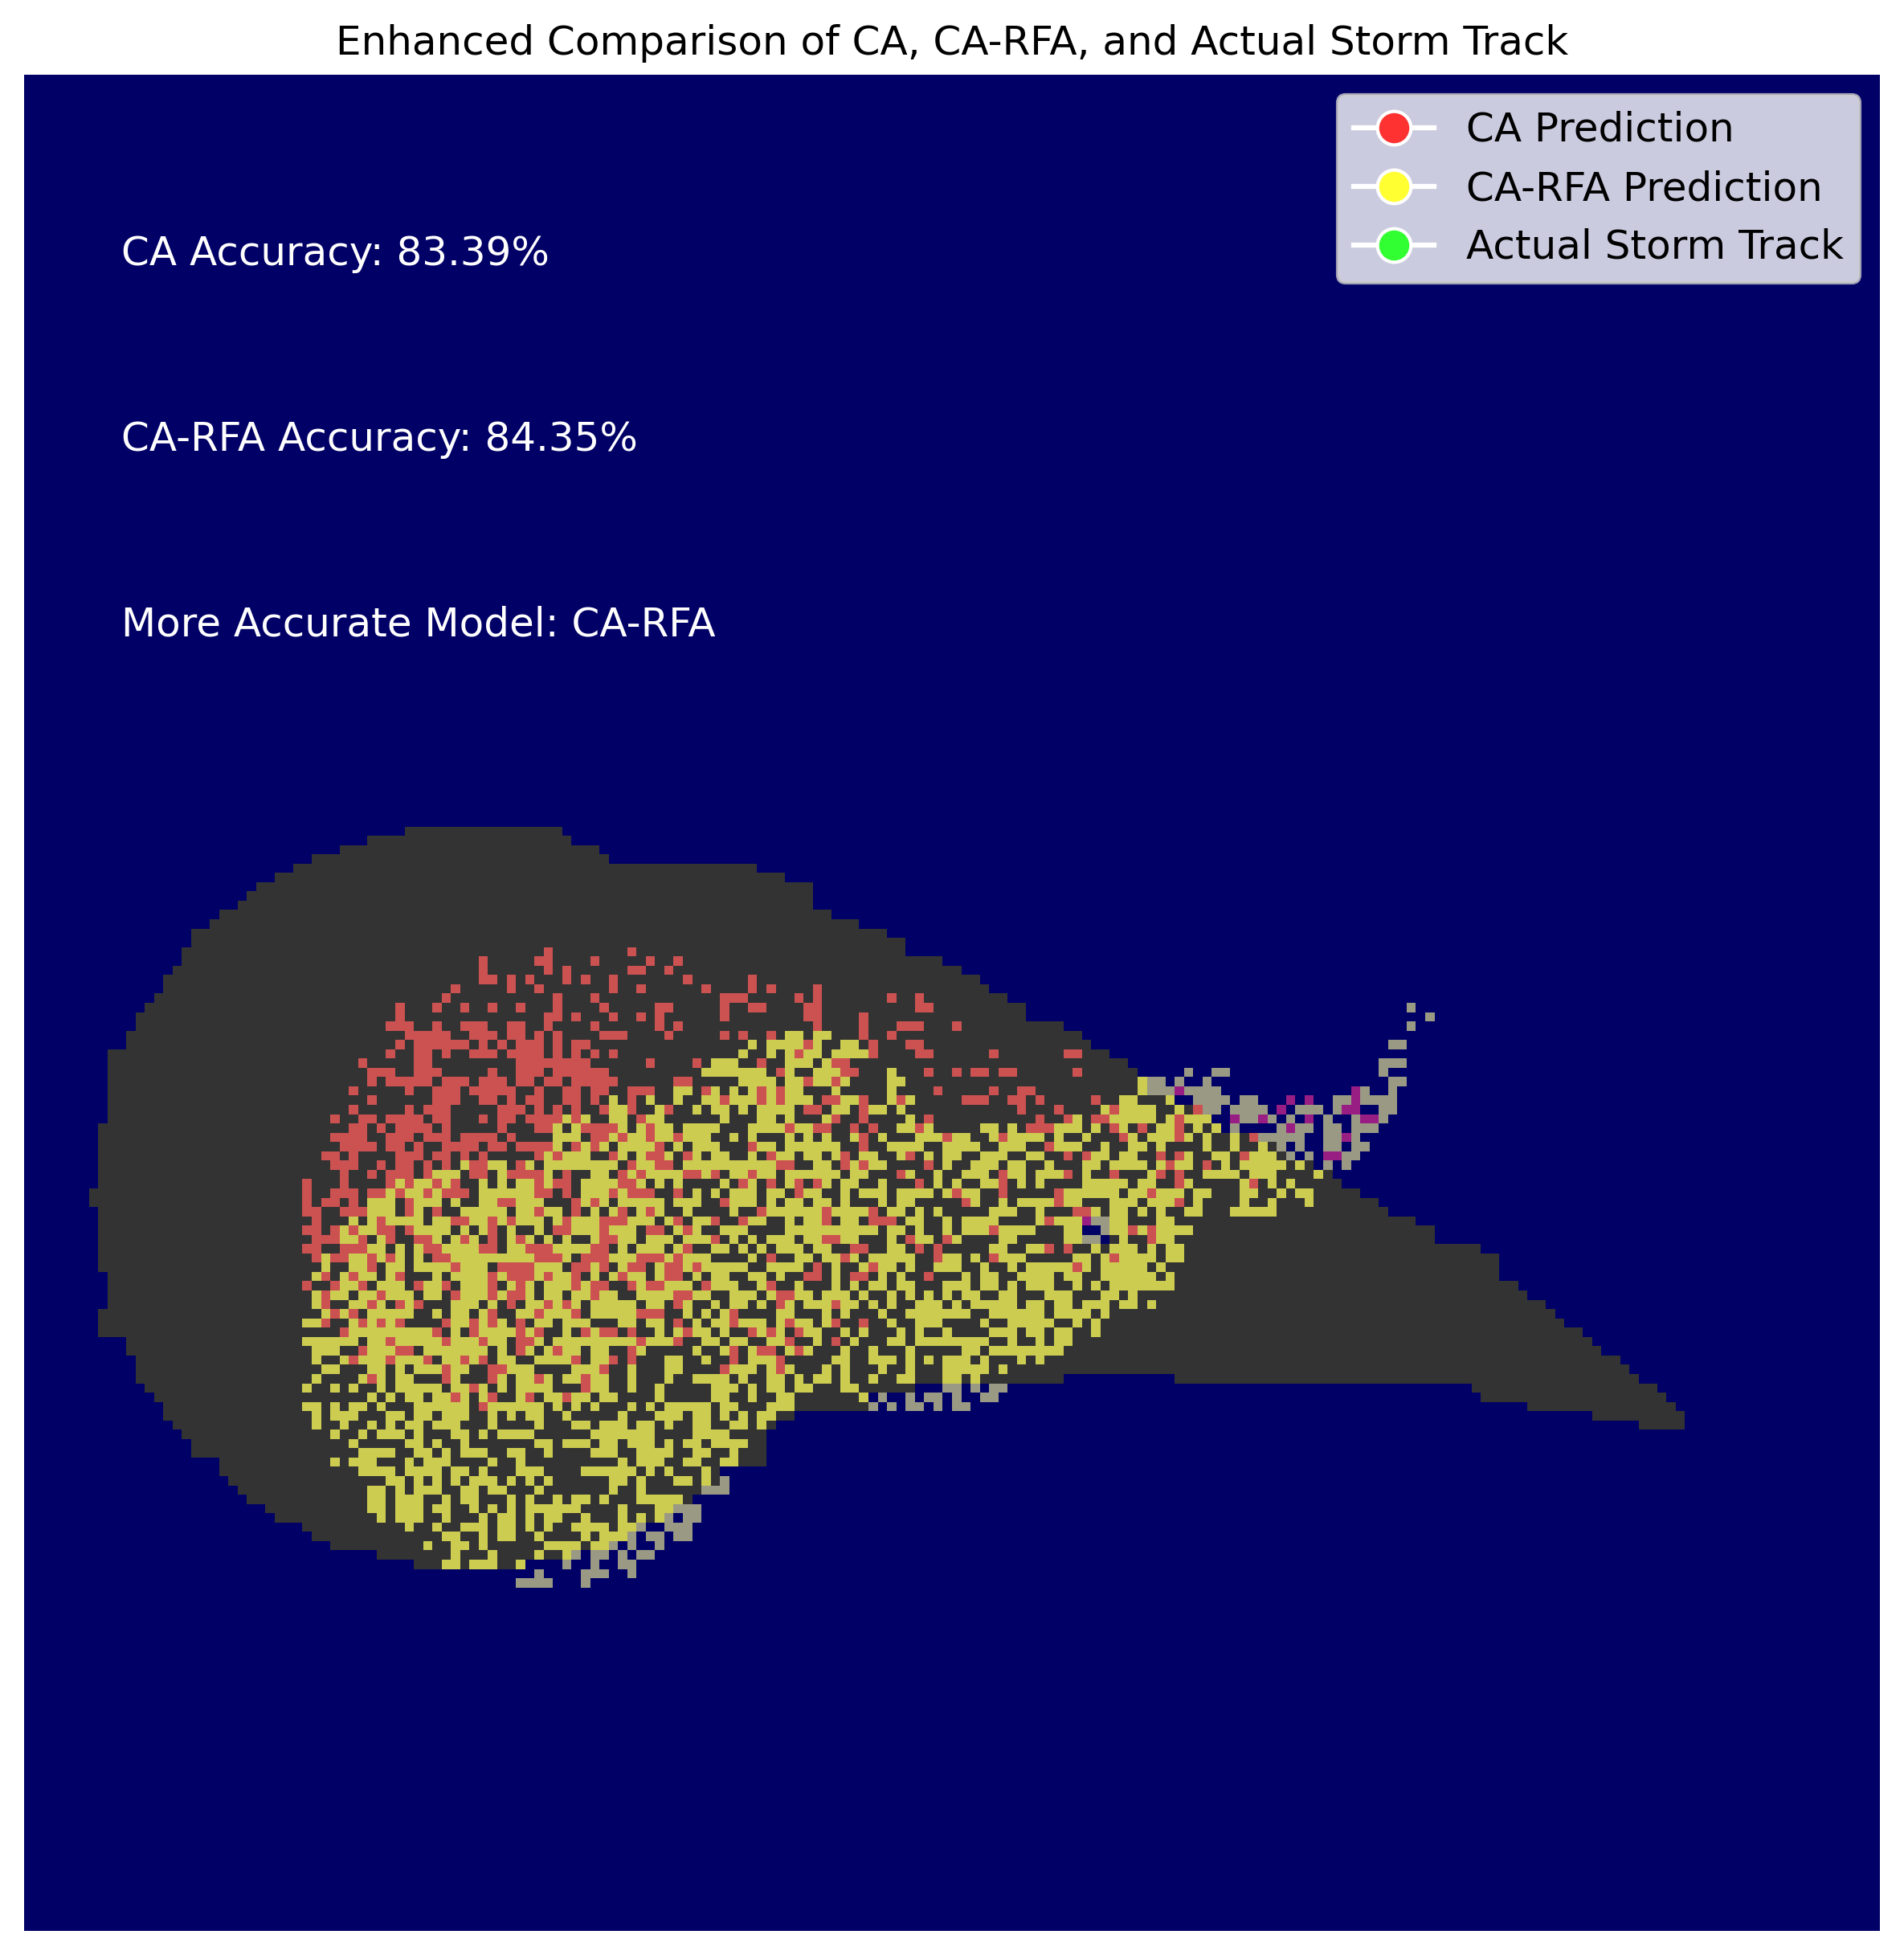 Enhanced Comparison of CA, CA-RFA, and Actual Storm Track
CA Prediction
CA-RFA Prediction
Actual Storm Track
CA Accuracy: 83.39%
CA-RFA Accuracy: 84.35%
More Accurate Model: CA-RFA